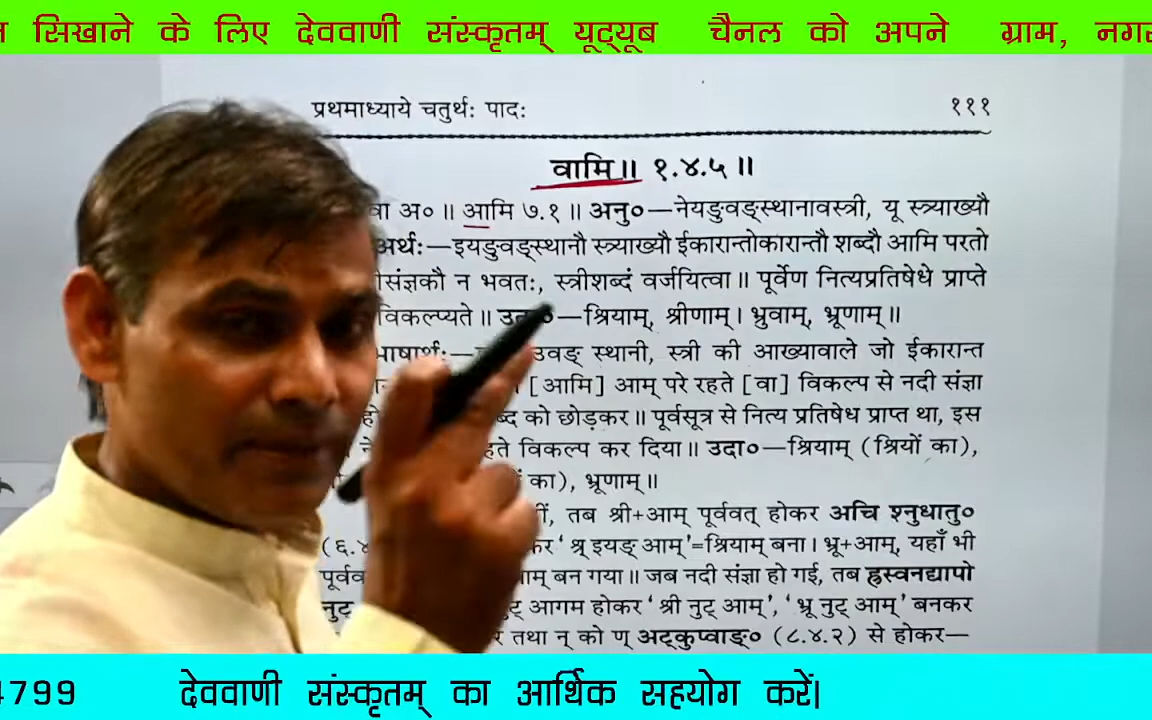 सिखाने के लिए देववाणी संस्कृतम् यूट्यूब चैनल को अपने ग्राम,
प्रथमाध्याये चतुर्थः पादः १११
वामि॥ १.४.५॥
वा अ०॥ आमि ७.१॥ अनु०—नेयङुवङ्स्थानावस्त्री, यू स्त्र्याख्यौ
अर्थः—इयङुवङ्स्थानौ स्त्र्याख्यौ ईकारान्तोकारान्तौ शब्दौ आमि परतो
न भवतः, स्त्रीशब्दं वर्जयित्वा॥ पूर्वेण नित्यप्रतिषेधे प्राप्ते
विकल्प्यते॥ —श्रियाम्, श्रीणाम्। भ्रुवाम्, भ्रूणाम्॥
उवङ् स्थानी, स्त्री की आख्यावाले जो ईकारान्त
[आमि] आम् परे रहते [वा] विकल्प से नदी संज्ञा
को छोड़कर॥ पूर्वसूत्र से नित्य प्रतिषेध प्राप्त था, इस
विकल्प कर दिया॥ उदा०—श्रियाम् (श्रियों का),
का), भ्रूणाम्॥
तब श्री+आम् पूर्ववत् होकर अचि श्नुधातु०
'श्र् इयङ् आम्'=श्रियाम् बना। भ्रू+आम्, यहाँ भी
बन गया॥ जब नदी संज्ञा हो गई, तब ह्रस्वनद्यापो
नुट् आगम होकर 'श्री नुट् आम्', 'भ्रू नुट् आम्' बनकर
तथा न् को ण् अट्कुप्वाङ्० (८.४.२) से होकर—
4799 देववाणी संस्कृतम् का आर्थिक सहयोग करें।